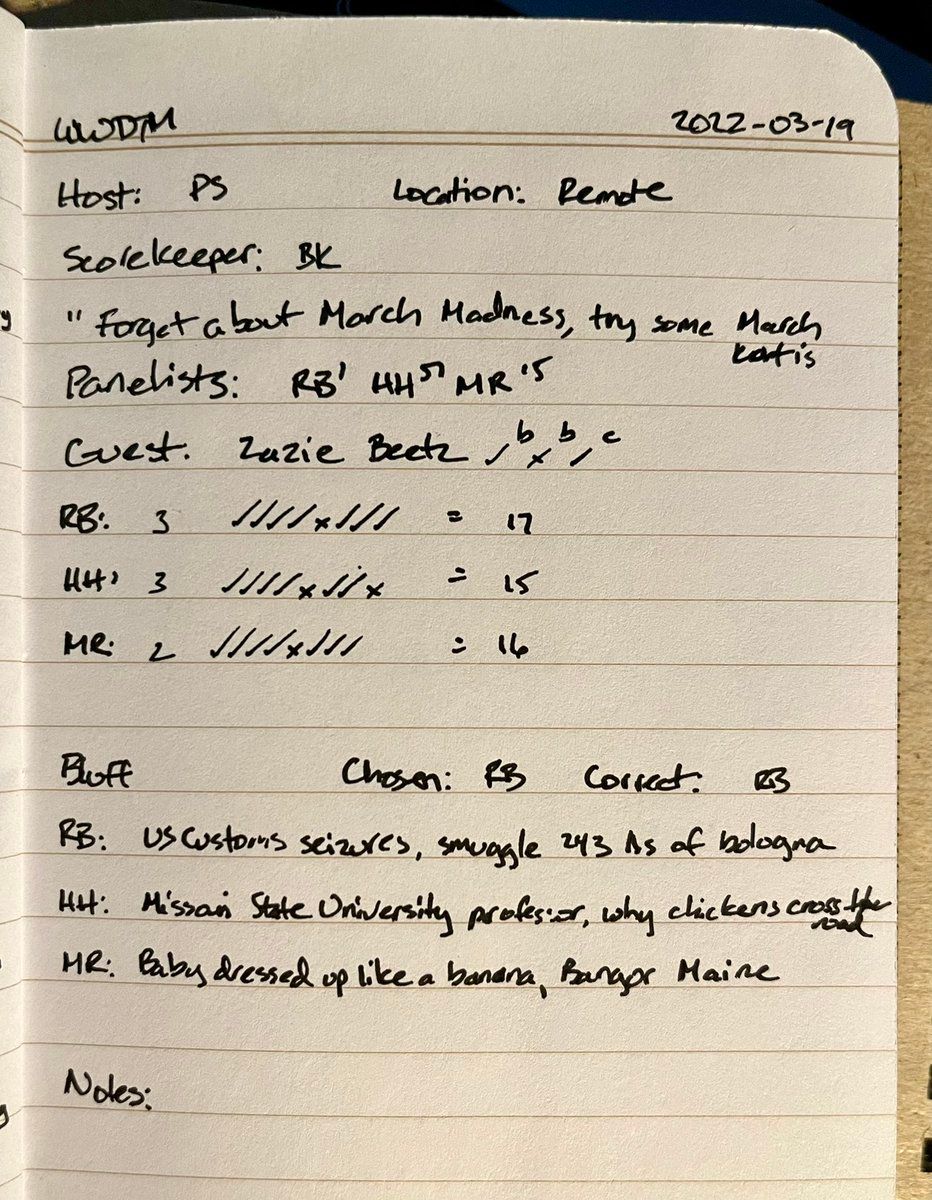 WWDTM 2022-03-19
Host: PS Location: Remote
Scorekeeper: BK
"Forget about March Madness, try some March
Kurtis
Panelists: RB' HH MR '5
Guest. Zazie Beetz ✓ b x b ✓ c
RB: 3 ////x/// = 17
HH: 3 ////x//x = 15
MR: 2 ////x/// = 16
Bluff Chosen: RB Correct: RB
RB: US Customs seizures, smuggle 243 lbs of bologna
HH: Missouri State University professor, why chickens cross the
road
MR: Baby dressed up like a banana, Bangor Maine
Notes: